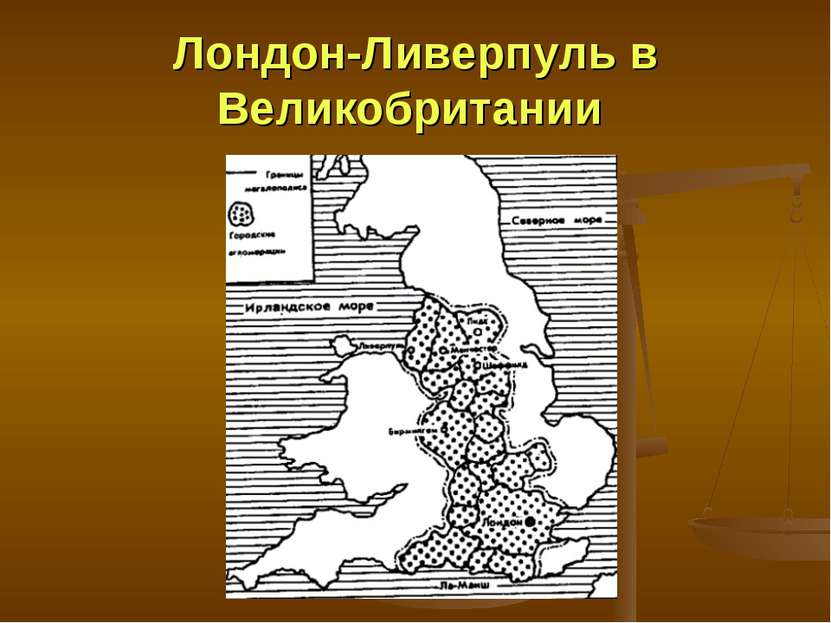 Лондон-Ливерпуль в
Великобритании
Границы
мегалополиса
Городские
агломерации
Северное море
Ирландское море
Лидс
Ливерпуль
Манчестер
Шеффилд
Бирмингем
Лондон
Ла-Манш